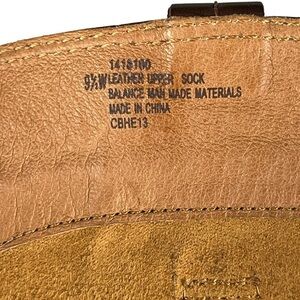 1418100
9½W LEATHER UPPER SOCK
BALANCE MAN MADE MATERIALS
MADE IN CHINA
CBHE13